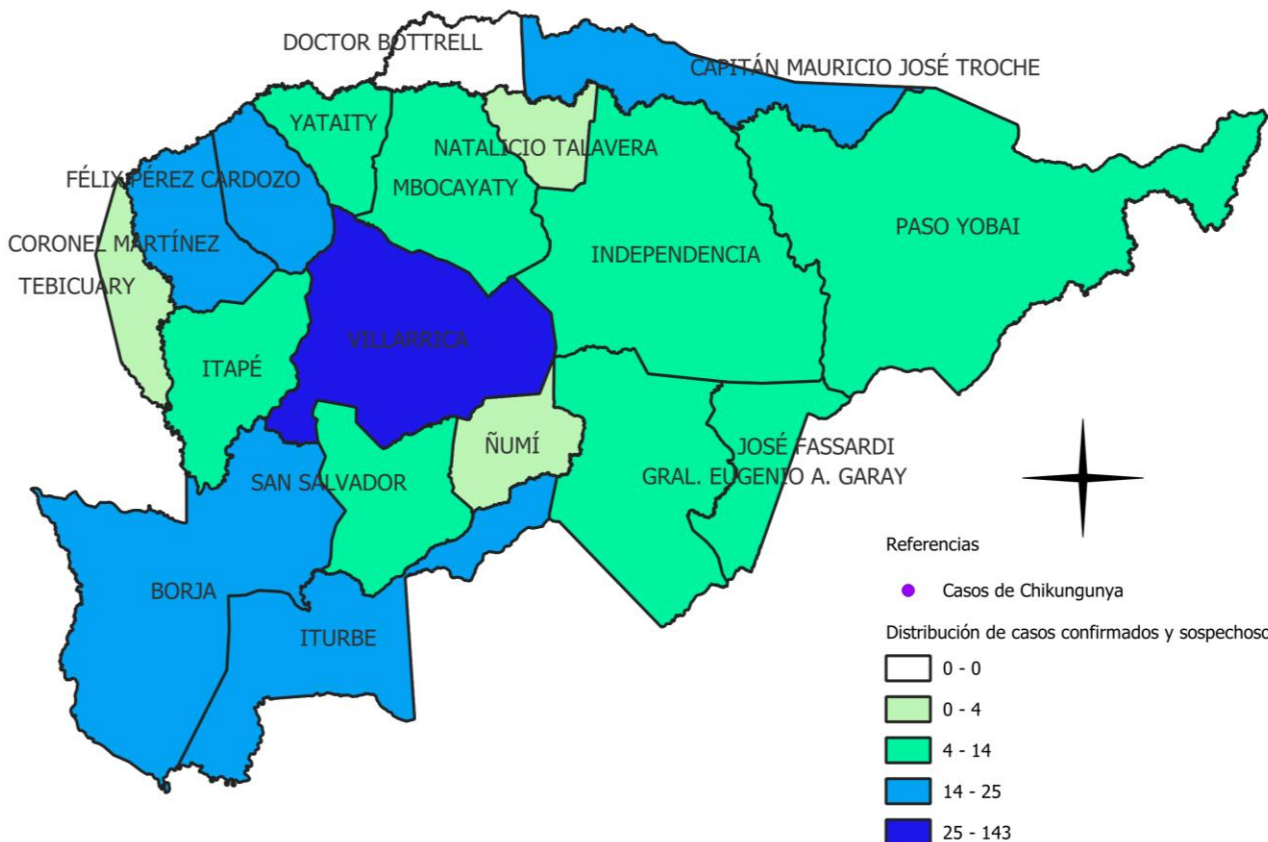 DOCTOR BOTTRELL
CAPITÁN MAURICIO JOSÉ TROCHE
YATAITY
NATALICIO TALAVERA
FÉLIX PÉREZ CARDOZO
MBOCAYATY
PASO YOBAI
CORONEL MARTÍNEZ
INDEPENDENCIA
TEBICUARY
VILLARRICA
ITAPÉ
ÑUMÍ
JOSÉ FASSARDI
SAN SALVADOR
GRAL. EUGENIO A. GARAY
BORJA
ITURBE
Referencias
Casos de Chikungunya
Distribución de casos confirmados y sospechoso
0 - 0
0 - 4
4 - 14
14 - 25
25 - 143